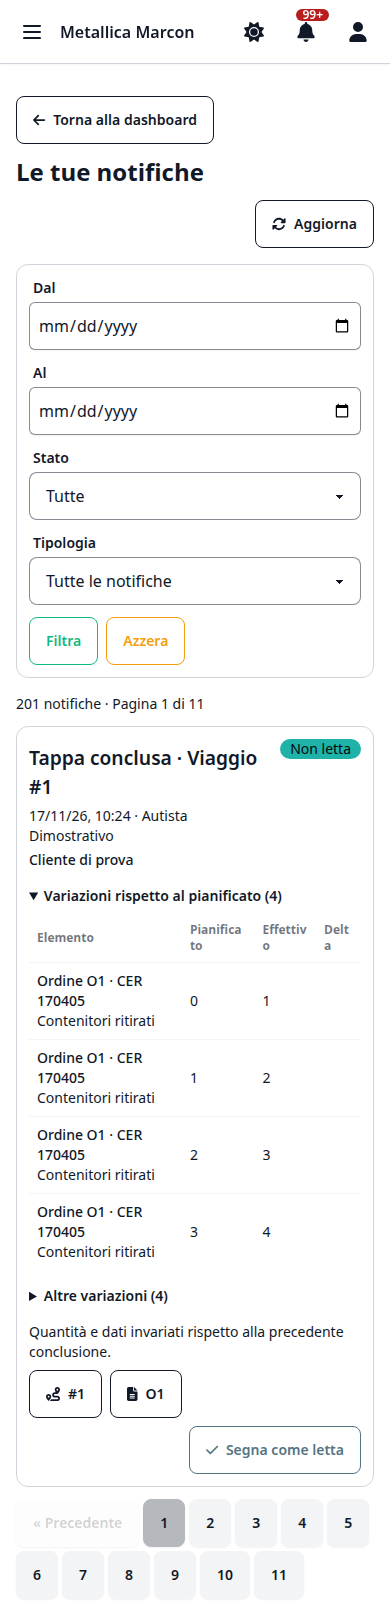 Metallica Marcon
99+
Torna alla dashboard
Le tue notifiche
Aggiorna
Dal
mm/dd/yyyy
Al
mm/dd/yyyy
Stato
Tutte
Tipologia
Tutte le notifiche
Filtra Azzera
201 notifiche · Pagina 1 di 11
Tappa conclusa · Viaggio
#1
Non letta
17/11/26, 10:24 · Autista
Dimostrativo
Cliente di prova
Variazioni rispetto al pianificato (4)
Elemento Pianifica
to Effettiv
o Delt
a
Ordine O1 · CER
170405
Contenitori ritirati
0 1
Ordine O1 · CER
170405
Contenitori ritirati
1 2
Ordine O1 · CER
170405
Contenitori ritirati
2 3
Ordine O1 · CER
170405
Contenitori ritirati
3 4
Altre variazioni (4)
Quantità e dati invariati rispetto alla precedente
conclusione.
#1 O1
Segna come letta
« Precedente 1 2 3 4 5
6 7 8 9 10 11